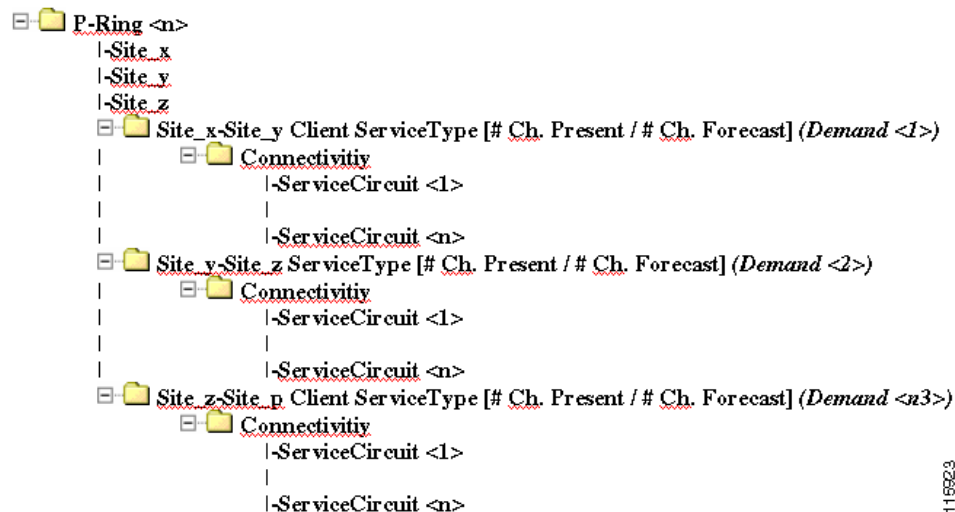 P-Ring <n>
|-Site_x
|-Site_y
|-Site_z
Site_x-Site_y Client ServiceType [# Ch. Present / # Ch. Forecast] (Demand <1>)
Connectivitiy
|-ServiceCircuit <1>
|-ServiceCircuit <n>
Site_y-Site_z ServiceType [# Ch. Present / # Ch. Forecast] (Demand <2>)
Connectivitiy
|-ServiceCircuit <1>
|-ServiceCircuit <n>
Site_z-Site_p Client ServiceType [# Ch. Present / # Ch. Forecast] (Demand <n3>)
Connectivitiy
|-ServiceCircuit <1>
|-ServiceCircuit <n>
115923